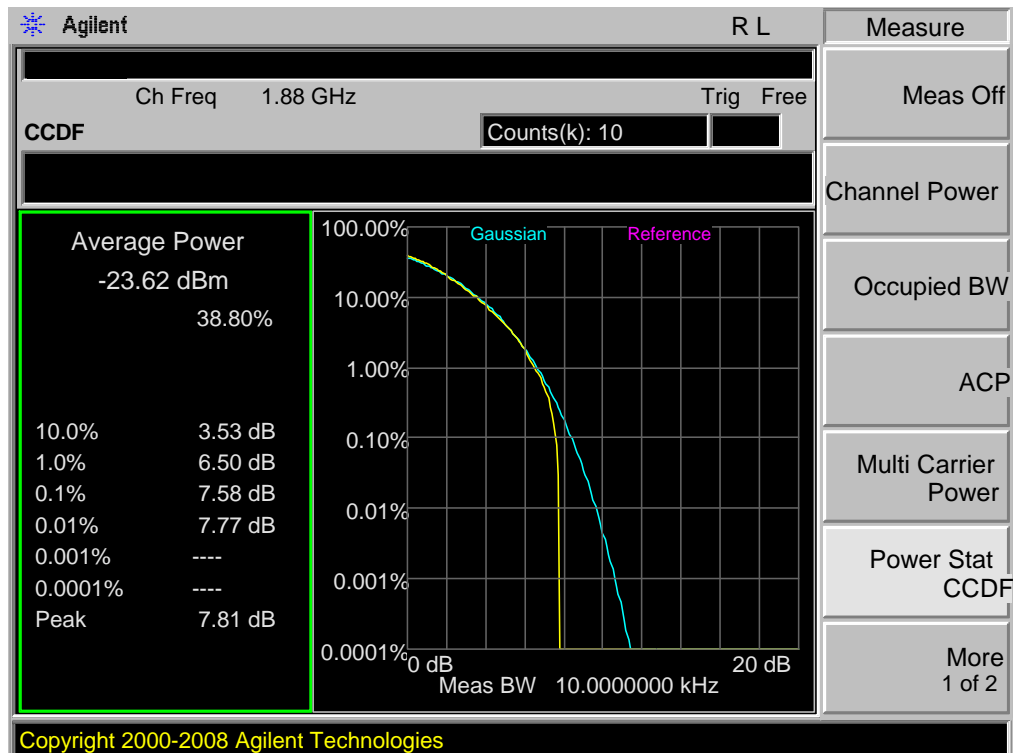 Agilent
R L
Measure
Ch Freq 1.88 GHz
Trig Free
CCDF
Counts(k): 10
Meas Off
Channel Power
Occupied BW
ACP
Multi Carrier
Power
Power Stat
CCDF
More
1 of 2
Average Power
-23.62 dBm
38.80%
10.0% 3.53 dB
1.0% 6.50 dB
0.1% 7.58 dB
0.01% 7.77 dB
0.001% ----
0.0001% ----
Peak 7.81 dB
Gaussian
Reference
100.00%
10.00%
1.00%
0.10%
0.01%
0.001%
0.0001%
0 dB
20 dB
Meas BW 10.0000000 kHz
Copyright 2000-2008 Agilent Technologies